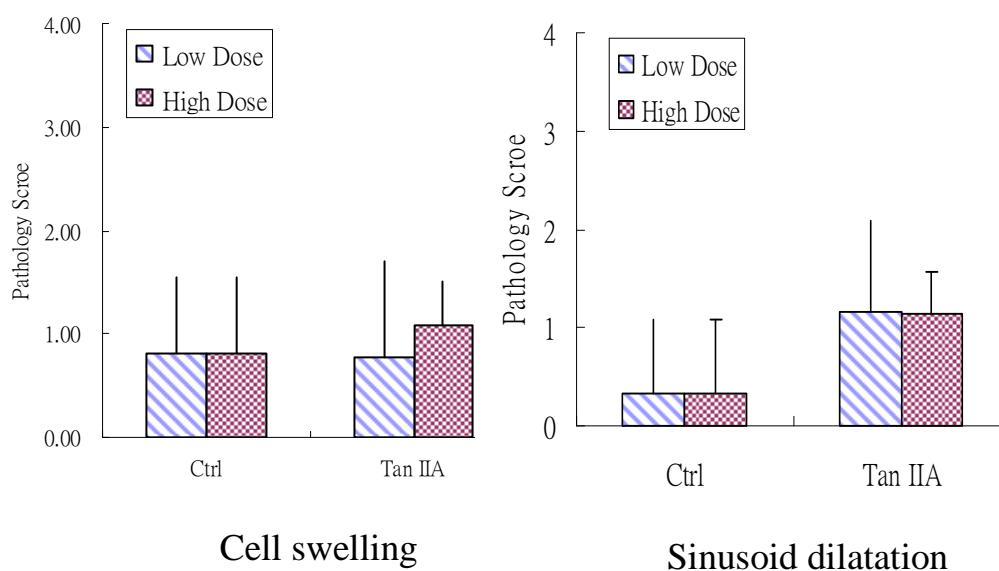 4.00
3.00
2.00
1.00
0.00
Pathology Scroe
Low Dose
High Dose
Ctrl
Tan IIA
Cell swelling
4
3
2
1
0
Pathology Scroe
Low Dose
High Dose
Ctrl
Tan IIA
Sinusoid dilatation